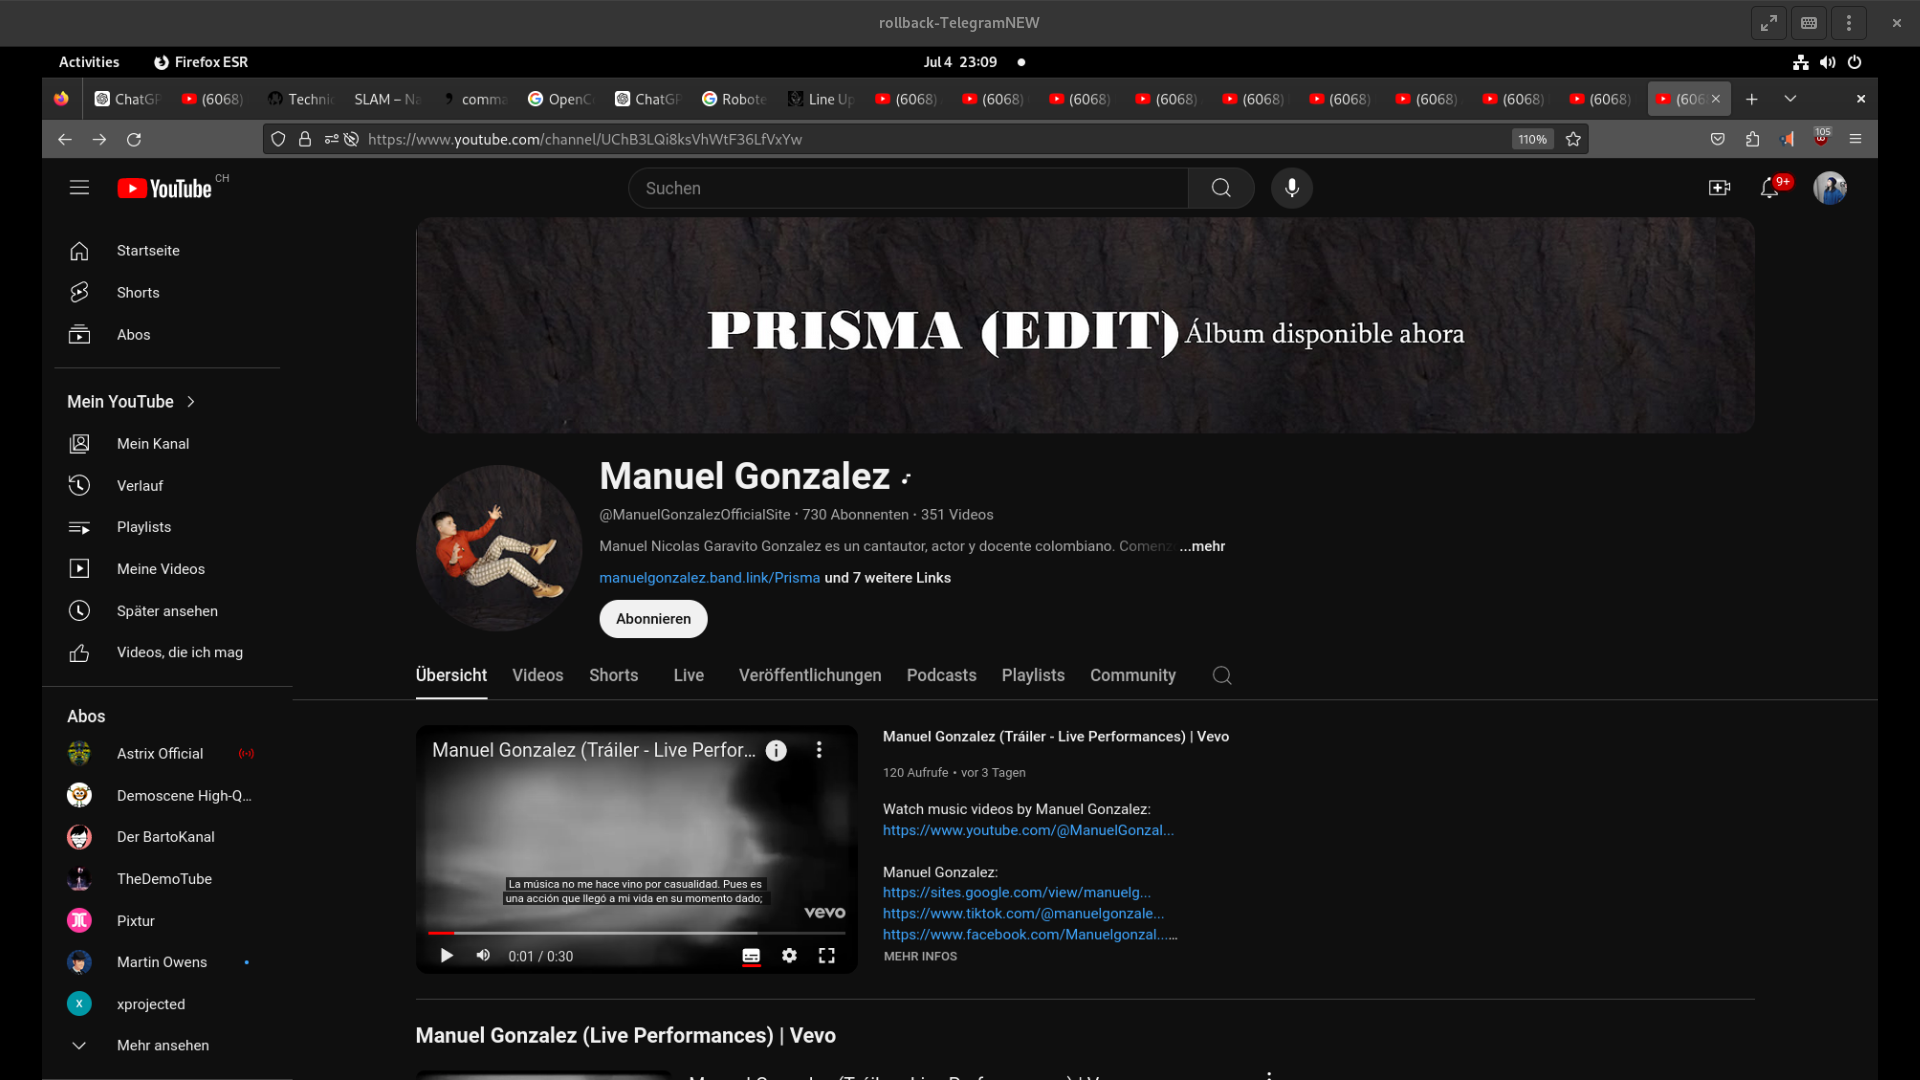 rollback-TelegramNEW
Activities
Firefox ESR
Jul 4 23:09
ChatGP
(6068)
Technic
SLAM – Na
comma
OpenC
ChatGP
Robote
Line Up
(6068)
(6068)
(6068)
(6068)
(6068)
(6068)
(6068)
(6068)
(6068)
(606
https://www.youtube.com/channel/UChB3LQi8ksVhWtF36LfVxYw
110%
105
YouTube CH
Suchen
9+
Startseite
Shorts
Abos
Mein YouTube
Mein Kanal
Verlauf
Playlists
Meine Videos
Später ansehen
Videos, die ich mag
Abos
Astrix Official
Demoscene High-Q...
Der BartoKanal
TheDemoTube
Pixtur
Martin Owens
x
xprojected
Mehr ansehen
PRISMA (EDIT) Álbum disponible ahora
Manuel Gonzalez
@ManuelGonzalezOfficialSite · 730 Abonnenten · 351 Videos
Manuel Nicolas Garavito Gonzalez es un cantautor, actor y docente colombiano. Comenz ...mehr
manuelgonzalez.band.link/Prisma und 7 weitere Links
Abonnieren
Übersicht
Videos
Shorts
Live
Veröffentlichungen
Podcasts
Playlists
Community
Manuel Gonzalez (Tráiler - Live Perfor...
La música no me hace vino por casualidad. Pues es
una acción que llegó a mi vida en su momento dado;
vevo
0:01 / 0:30
Manuel Gonzalez (Tráiler - Live Performances) | Vevo
120 Aufrufe • vor 3 Tagen
Watch music videos by Manuel Gonzalez:
https://www.youtube.com/@ManuelGonzal...
Manuel Gonzalez:
https://sites.google.com/view/manuelg...
https://www.tiktok.com/@manuelgonzale...
https://www.facebook.com/Manuelgonzal......
MEHR INFOS
Manuel Gonzalez (Live Performances) | Vevo